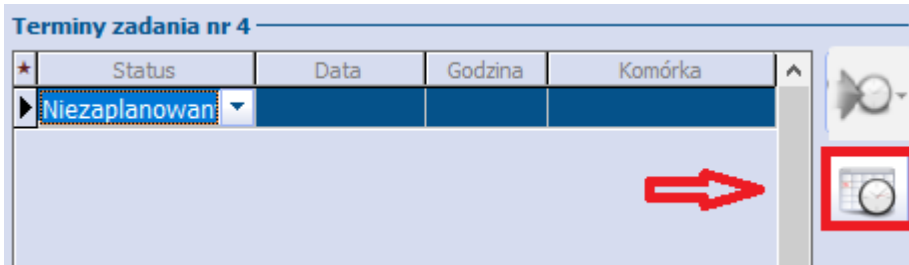 Terminy zadania nr 4
Status Data Godzina Komórka
Niezaplanowan